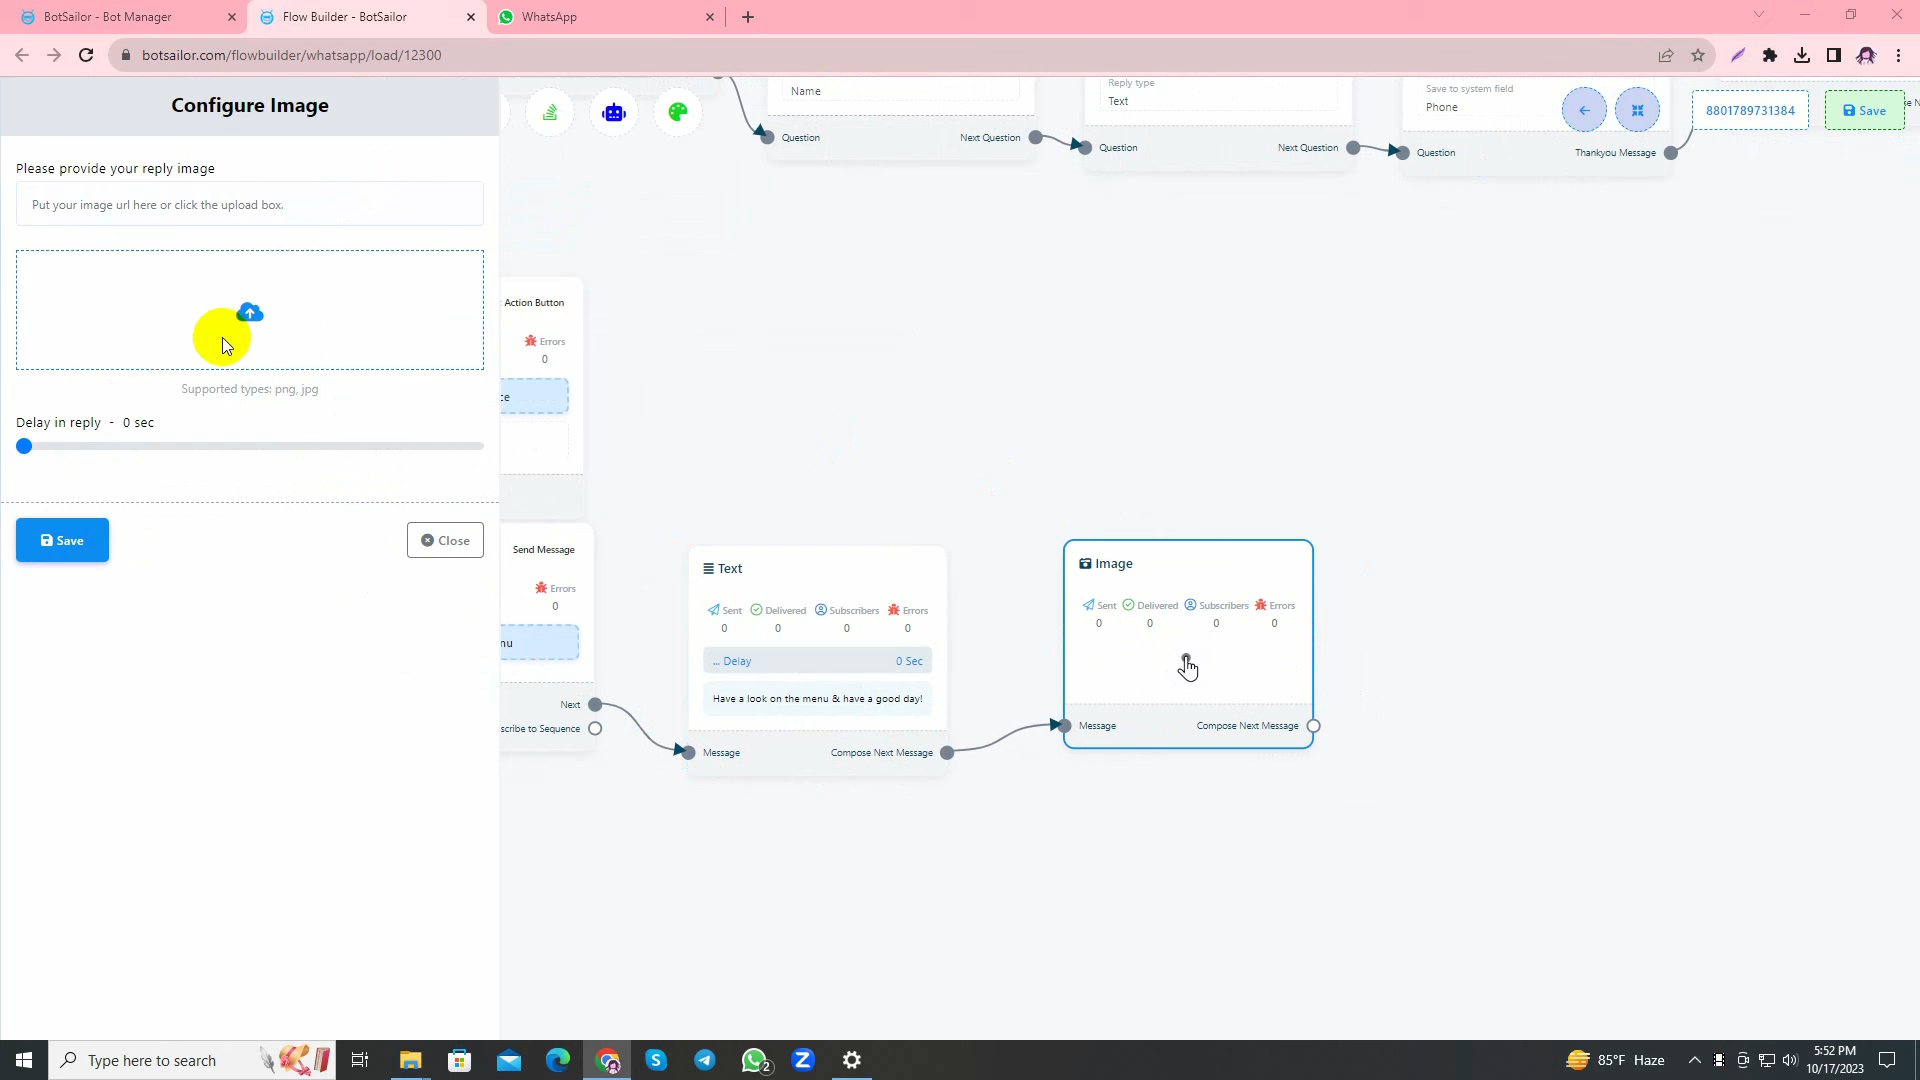 BotSailor - Bot Manager
Flow Builder - BotSailor
WhatsApp
botsailor.com/flowbuilder/whatsapp/load/12300
Configure Image
Please provide your reply image
Put your image url here or click the upload box.
Supported types: png, jpg
Delay in reply - 0 sec
Save
Close
Name
Question
Next Question
Reply type
Text
Question
Next Question
Save to system field
Phone
Question
Thankyou Message
8801789731384
Save
Action Button
Errors
0
Send Message
Errors
0
Next
scribe to Sequence
Text
Sent
Delivered
Subscribers
Errors
0
0
0
0
... Delay
0 Sec
Have a look on the menu & have a good day!
Message
Compose Next Message
Image
Sent
Delivered
Subscribers
Errors
0
0
0
0
Message
Compose Next Message
Type here to search
2
85°F Haze
5:52 PM
10/17/2023